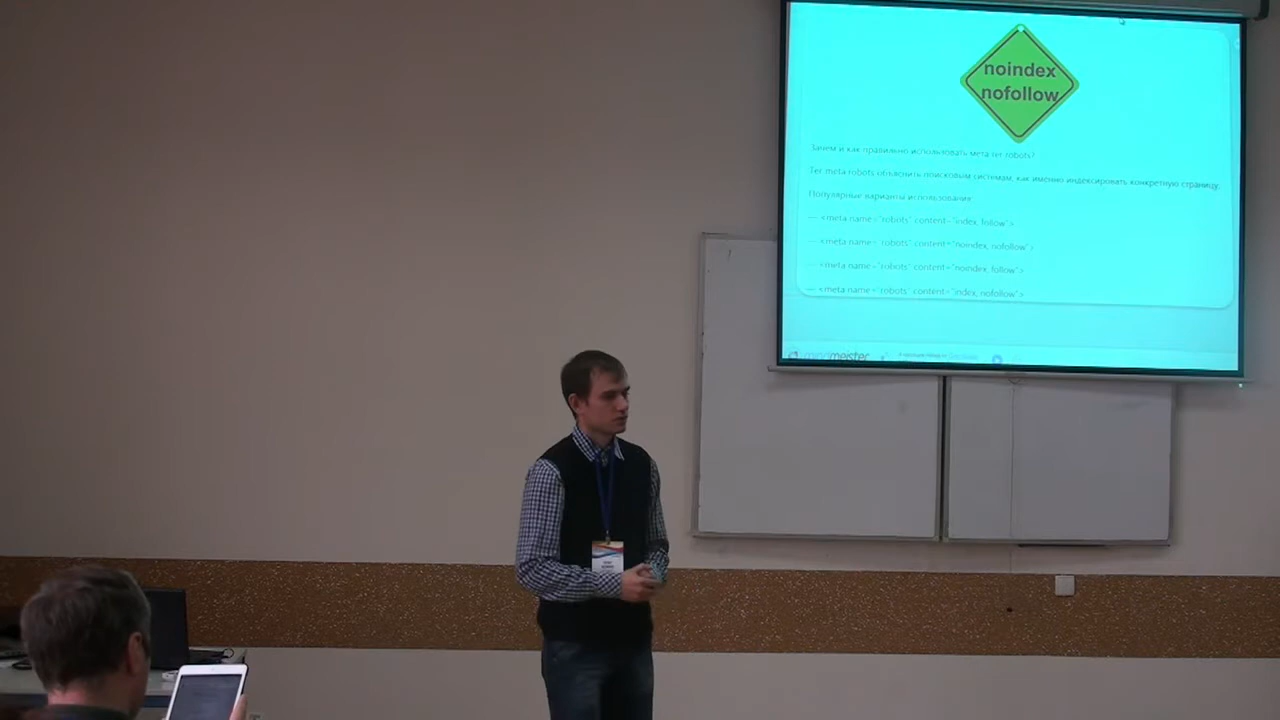 noindex
nofollow
Зачем и как правильно использовать мета тег robots?
Тег meta robots объяснить поисковым системам, как именно индексировать конкретную страницу.
Популярные варианты использования
— <meta name="robots" content="index, follow">
— <meta name="robots" content="noindex, nofollow">
— <meta name="robots" content="noindex, follow">
— <meta name="robots" content="index, nofollow">
mindmeister